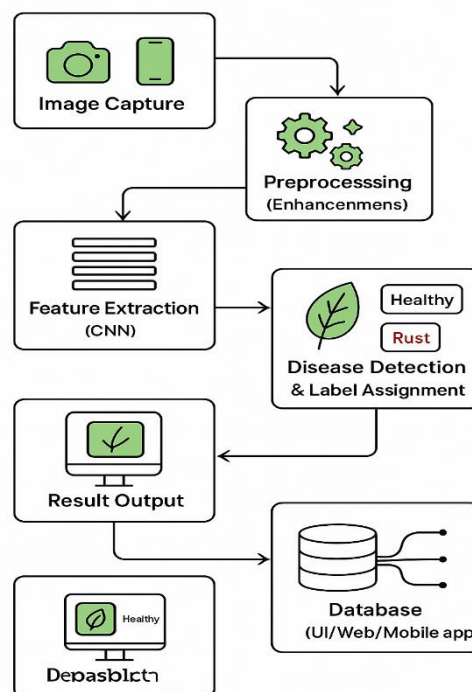 Image Capture
Preprocesssing
(Enhancenmens)
Feature Extraction
(CNN)
Healthy
Rust
Disease Detection
& Label Assignment
Result Output
Database
(UI/Web/Mobile app
Healthy